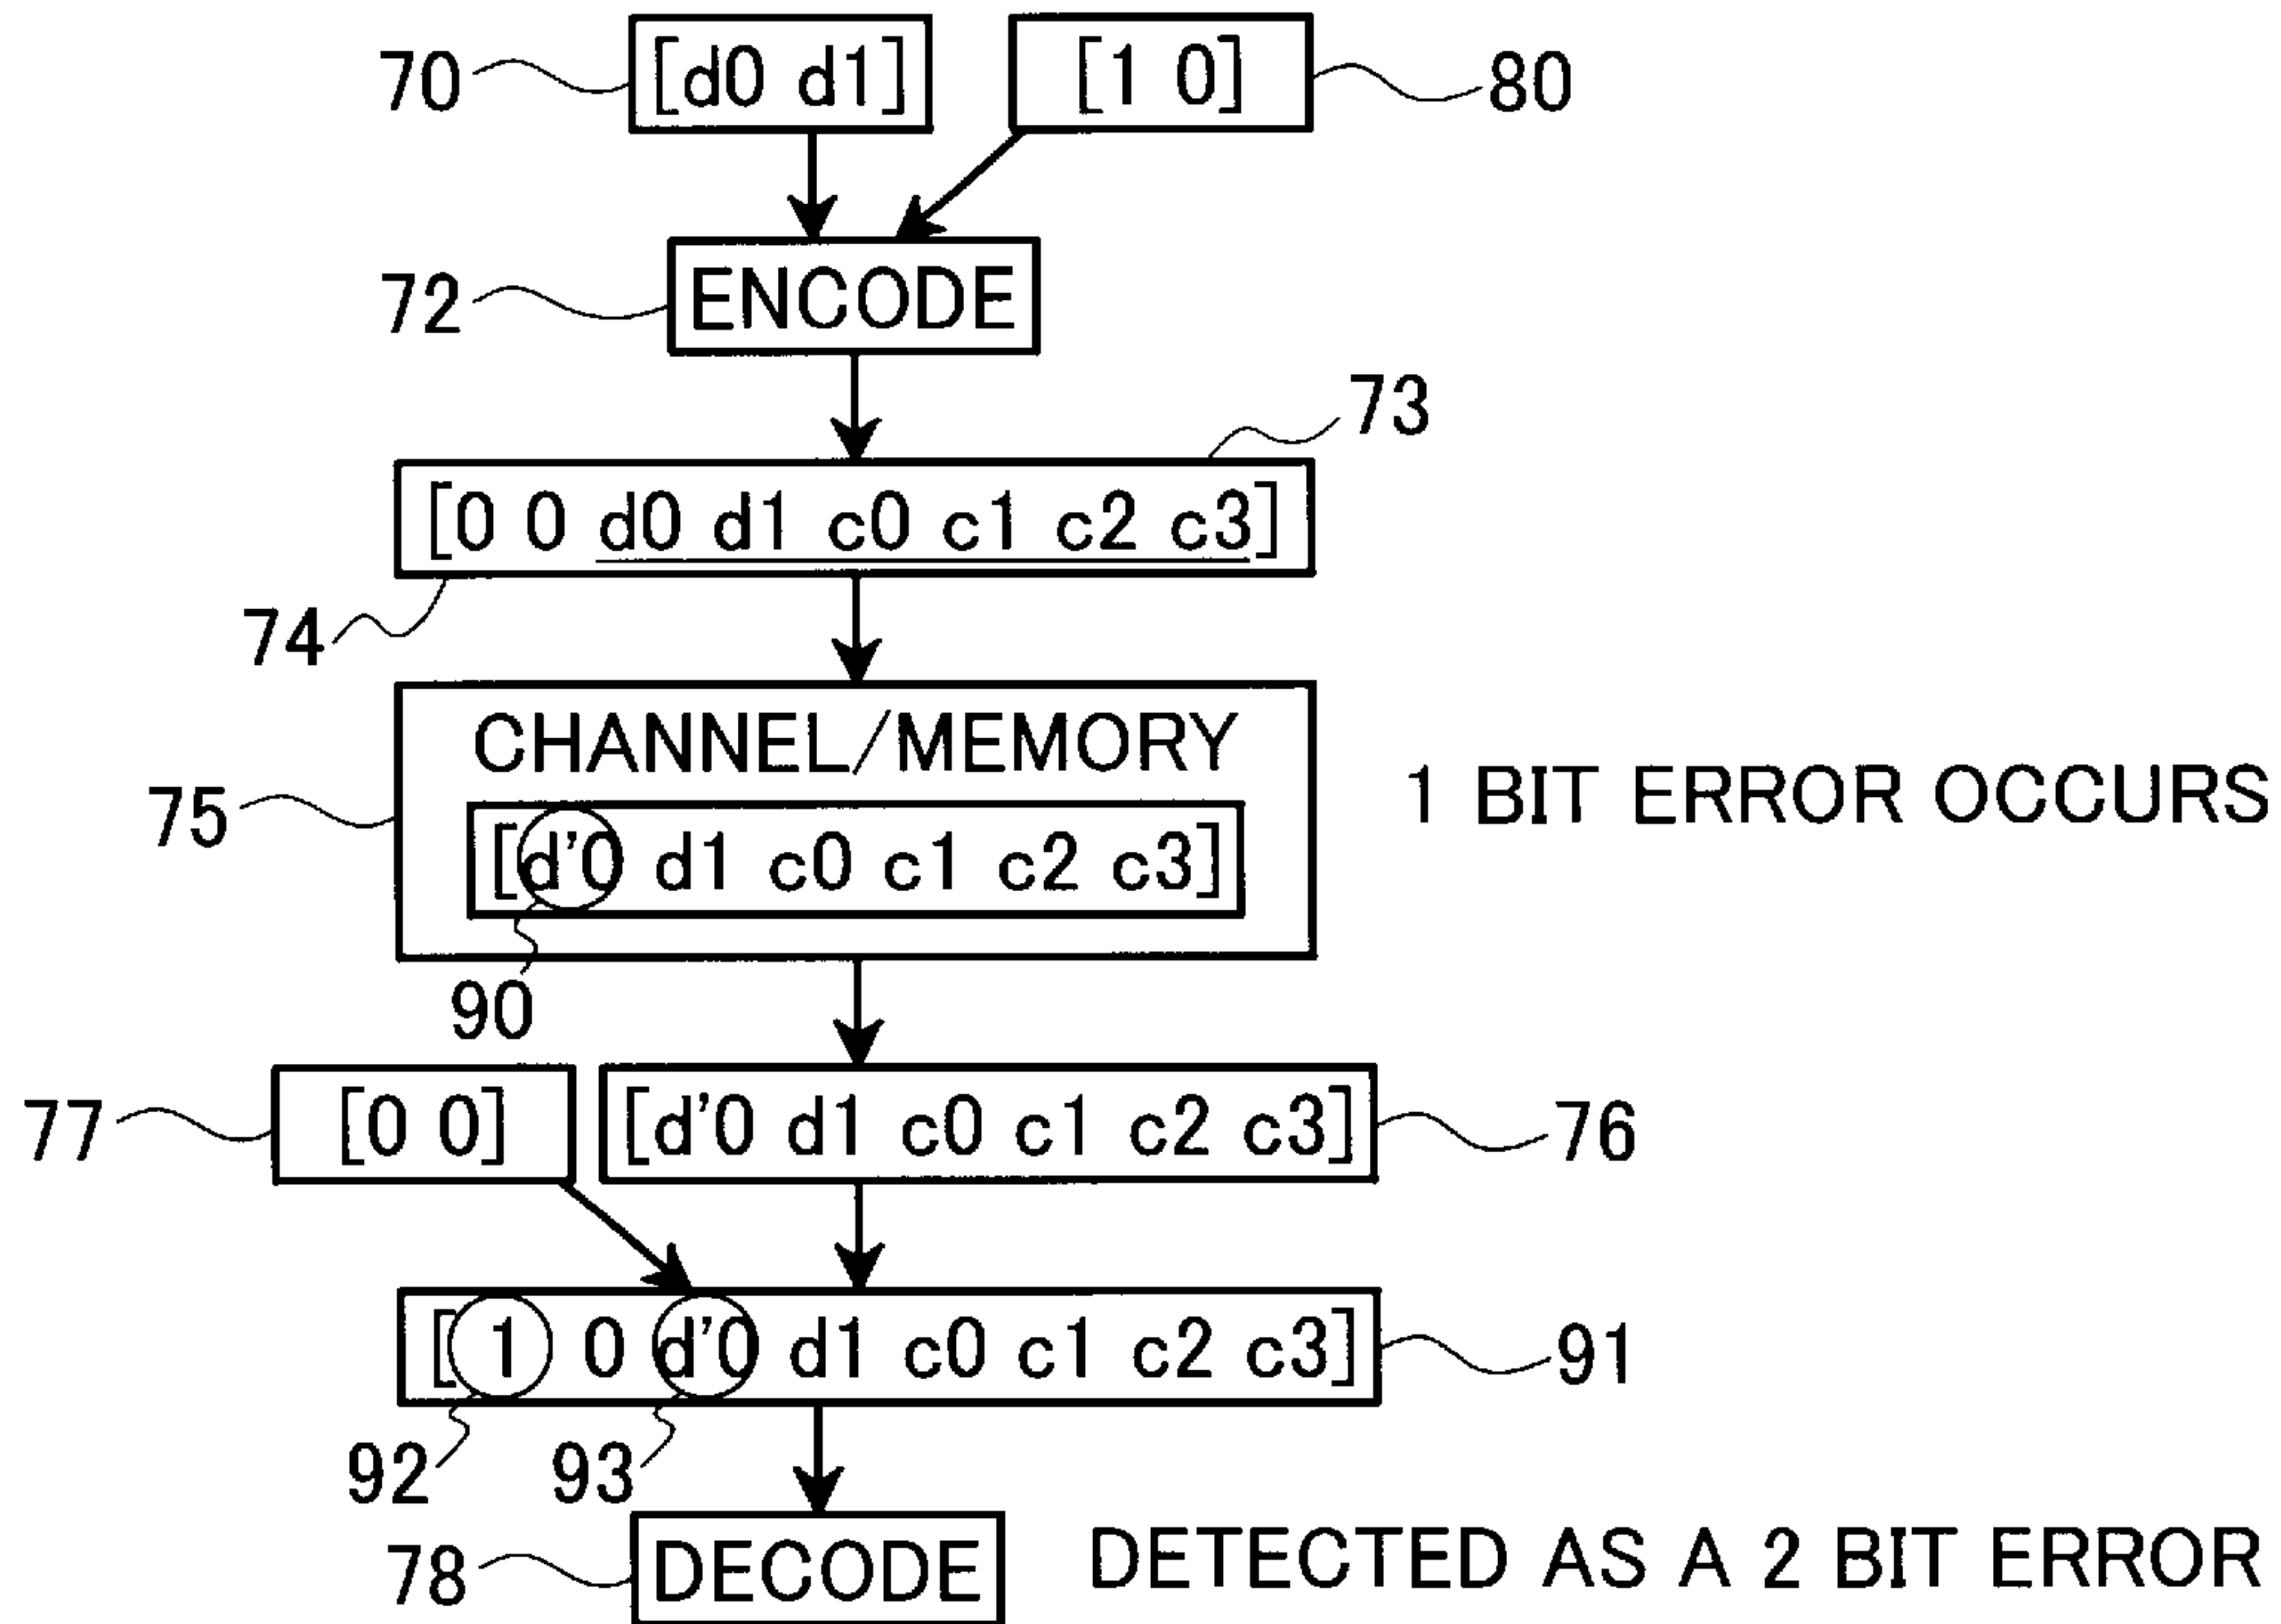 70 [d0 d1] [1 0] 80
72 ENCODE
73
[0 0 d0 d1 c0 c1 c2 c3]
74
CHANNEL/MEMORY
75 1 BIT ERROR OCCURS
[d'0 d1 c0 c1 c2 c3]
90
77 [0 0] [d'0 d1 c0 c1 c2 c3] 76
[1 0 d'0 d1 c0 c1 c2 c3] 91
92 93
78 DECODE DETECTED AS A 2 BIT ERROR